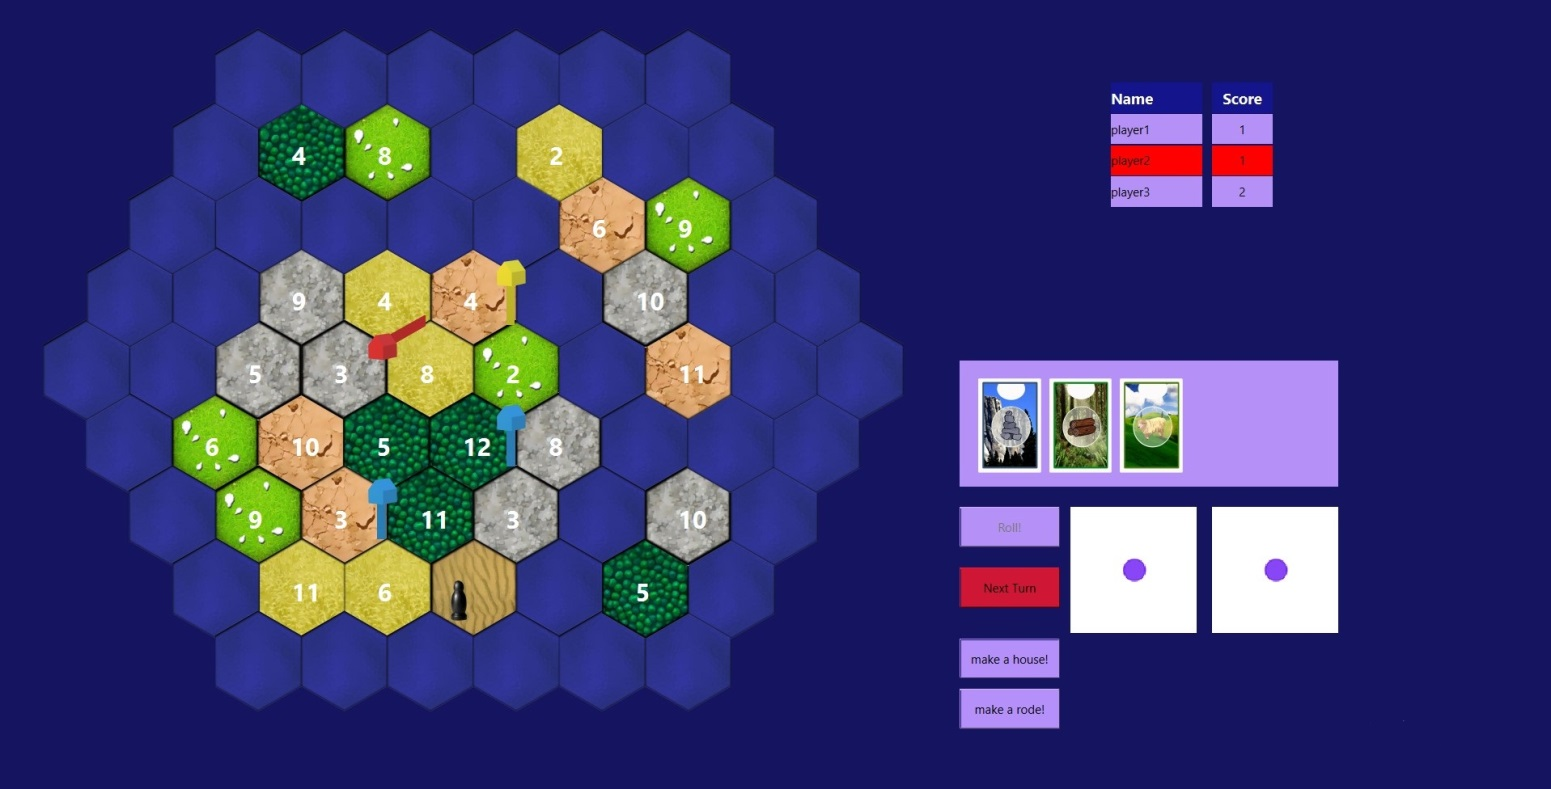 Name Score
player1 1
player2 1
player3 2
4 8 2
6 9
9 4 4 10
5 3 8 2 11
6 10 5 12 8
9 3 11 3 10
11 6 5
Roll!
Next Turn
make a house!
make a rode!